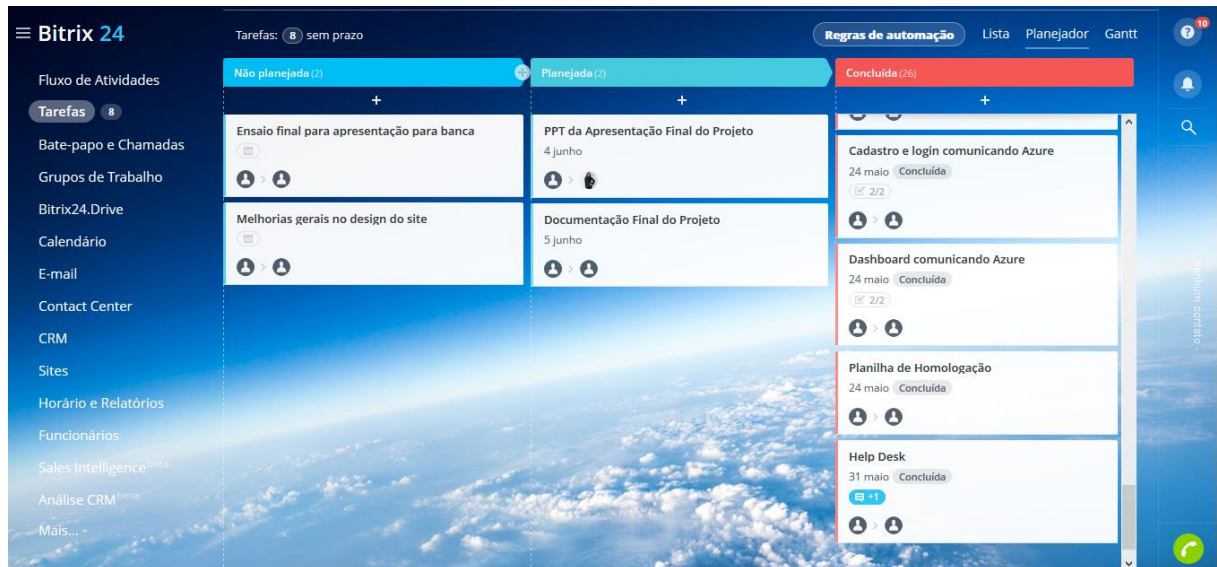 Bitrix 24
Tarefas: 8 sem prazo
Regras de automação
Lista
Planejador
Gantt
10
Fluxo de Atividades
Tarefas 8
Bate-papo e Chamadas
Grupos de Trabalho
Bitrix24.Drive
Calendário
E-mail
Contact Center
CRM
Sites
Horário e Relatórios
Funcionários
Sales Intelligence beta
Análise CRM beta
Mais... -
Não planejada (2)
+
Ensaio final para apresentação para banca
Melhorias gerais no design do site
Planejada (2)
+
PPT da Apresentação Final do Projeto
4 junho
Documentação Final do Projeto
5 junho
Concluída (26)
+
Cadastro e login comunicando Azure
24 maio Concluída
2/2
Dashboard comunicando Azure
24 maio Concluída
2/2
Planilha de Homologação
24 maio Concluída
Help Desk
31 maio Concluída
+1
Nenhum contato -